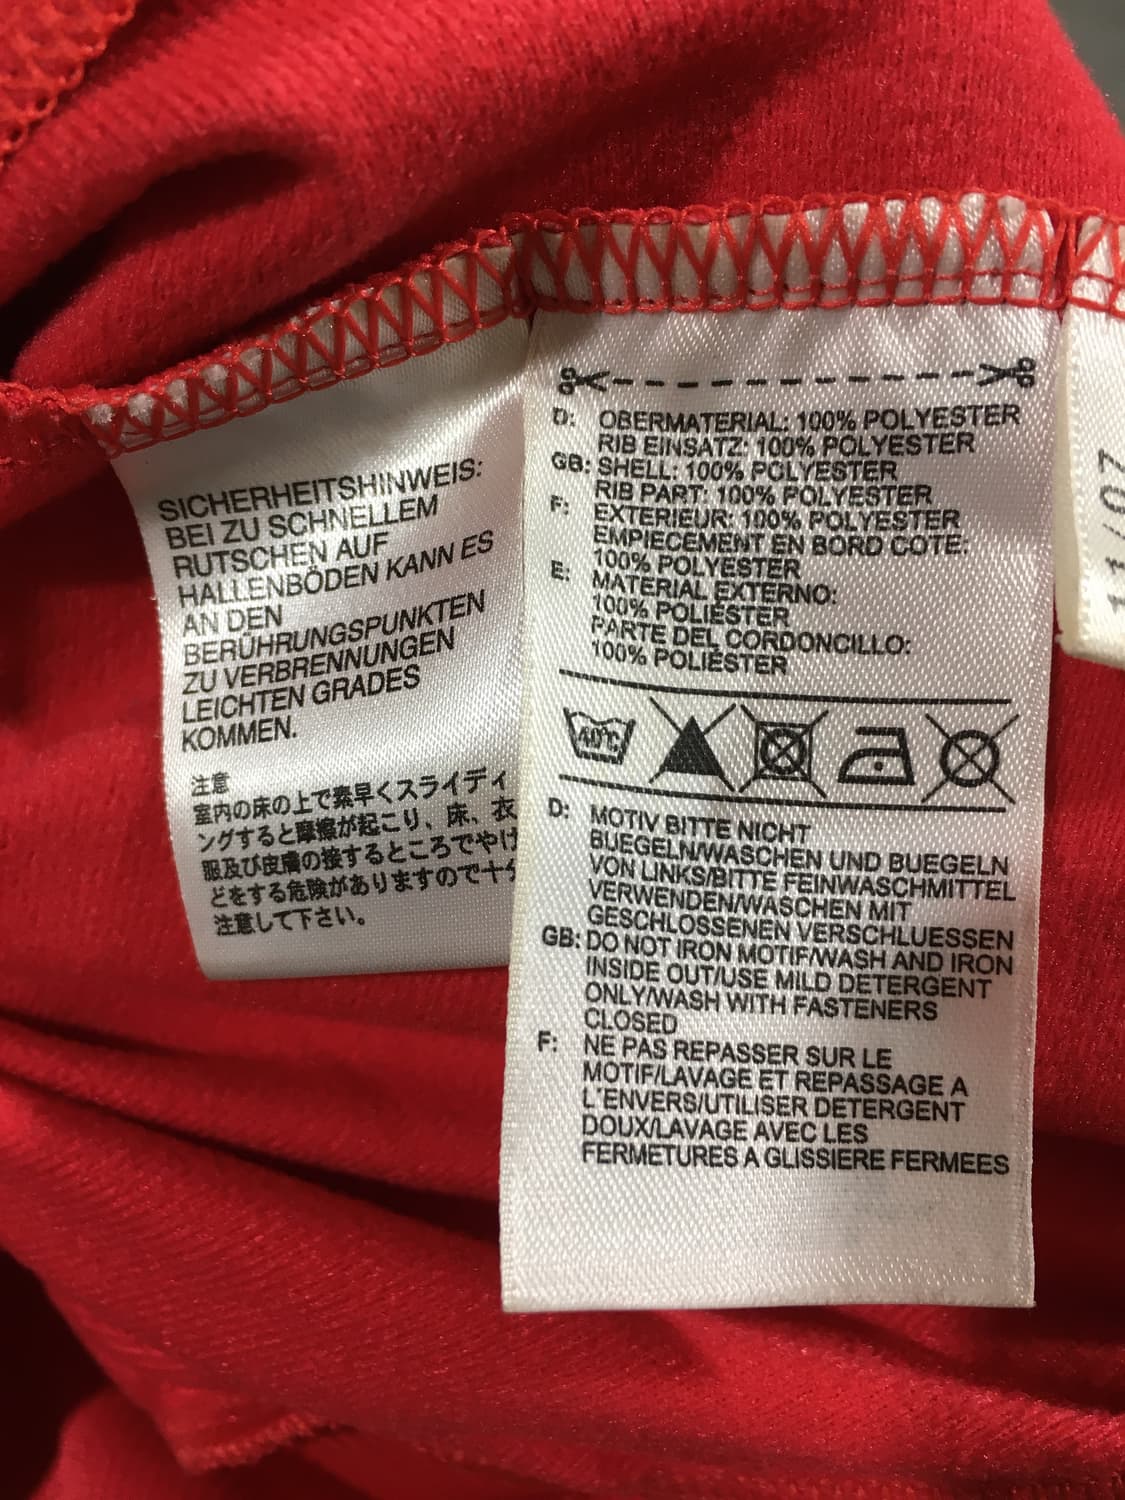 SICHERHEITSHINWEIS:
BEI ZU SCHNELLEM
RUTSCHEN AUF
HALLENBÖDEN KANN ES
AN DEN
BERÜHRUNGSPUNKTEN
ZU VERBRENNUNGEN
LEICHTEN GRADES
KOMMEN.
注意
室内の床の上で素早くスライディ
ングすると摩擦が起こり、床、衣
服及び皮膚の接するところでやけ
どをする危険がありますので十分
注意して下さい。
D: OBERMATERIAL: 100% POLYESTER
RIB EINSATZ: 100% POLYESTER
GB: SHELL: 100% POLYESTER
RIB PART: 100% POLYESTER
F: EXTERIEUR: 100% POLYESTER
EMPIECEMENT EN BORD COTE:
100% POLYESTER
E: MATERIAL EXTERNO:
100% POLIÉSTER
PARTE DEL CORDONCILLO:
100% POLIÉSTER
40°C
D: MOTIV BITTE NICHT
BUEGELN/WASCHEN UND BUEGELN
VON LINKS/BITTE FEINWASCHMITTEL
VERWENDEN/WASCHEN MIT
GESCHLOSSENEN VERSCHLUESSEN
GB: DO NOT IRON MOTIF/WASH AND IRON
INSIDE OUT/USE MILD DETERGENT
ONLY/WASH WITH FASTENERS
CLOSED
F: NE PAS REPASSER SUR LE
MOTIF/LAVAGE ET REPASSAGE A
L'ENVERS/UTILISER DETERGENT
DOUX/LAVAGE AVEC LES
FERMETURES A GLISSIERE FERMEES
11/07